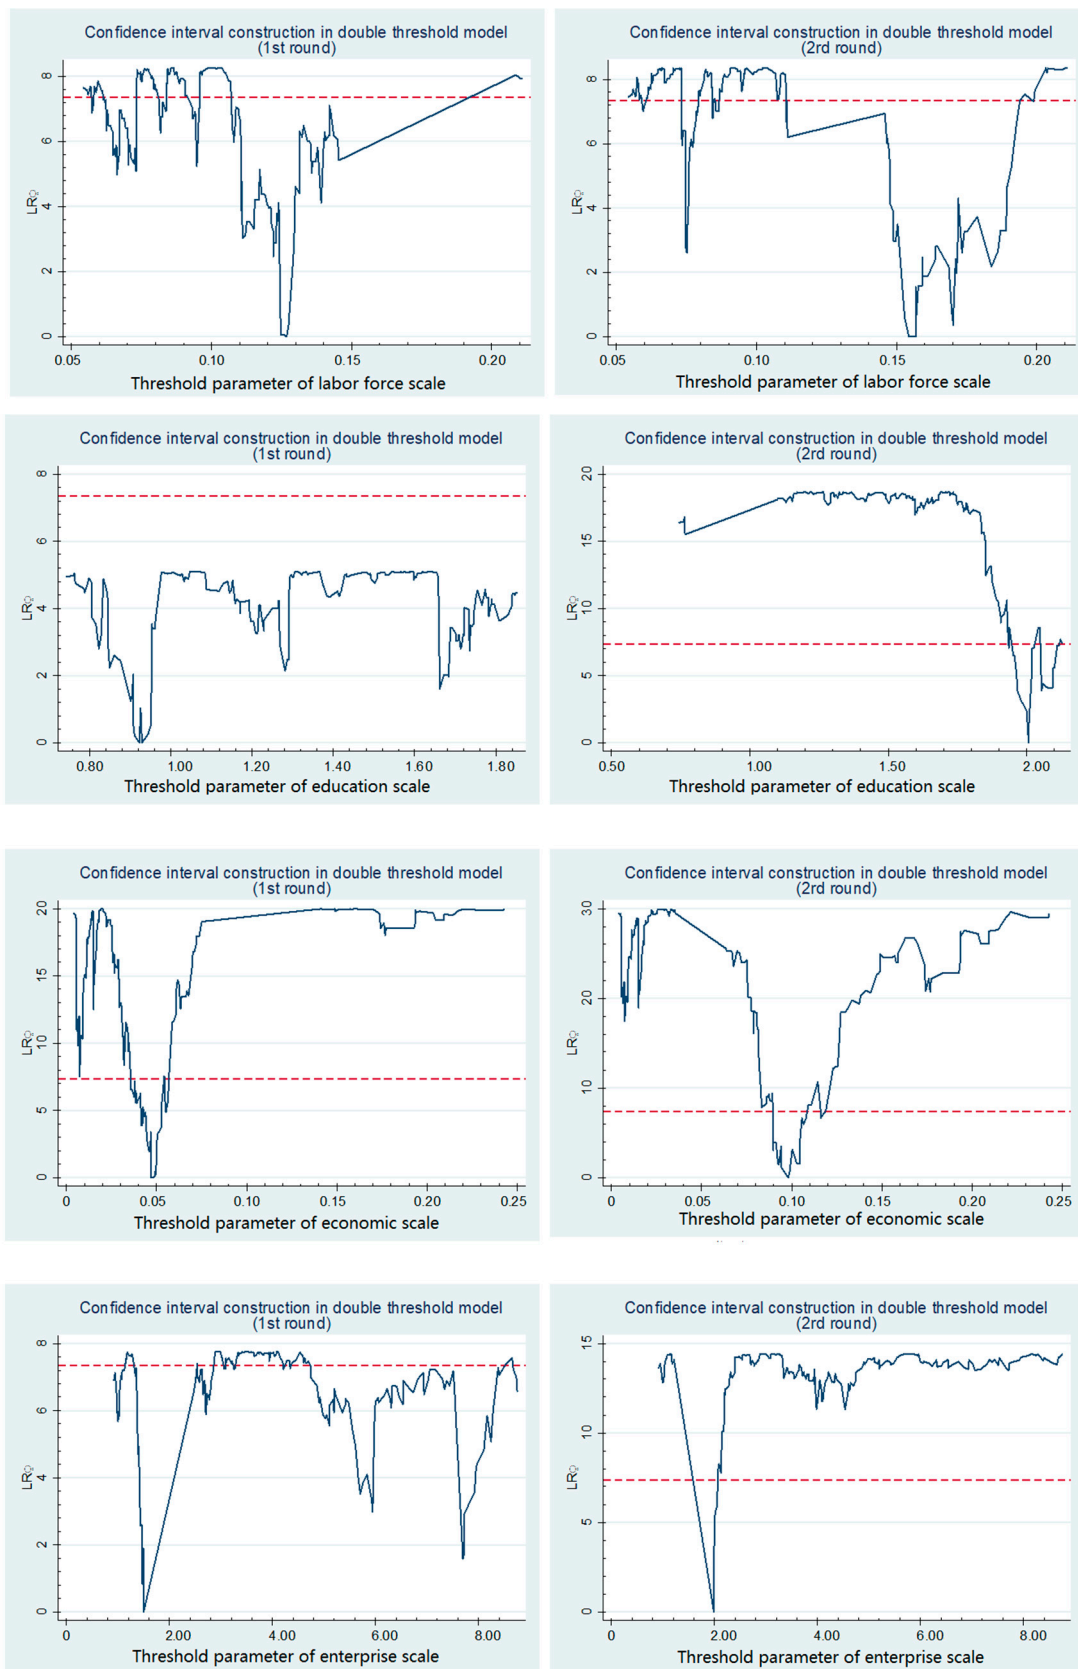 Confidence interval construction in double threshold model
(1st round)
8
6
4
2
0
LR
0.05 0.10 0.15 0.20
Threshold parameter of labor force scale
Confidence interval construction in double threshold model
(2rd round)
8
6
4
2
0
LR
0.05 0.10 0.15 0.20
Threshold parameter of labor force scale
Confidence interval construction in double threshold model
(1st round)
8
6
4
2
0
LR
0.80 1.00 1.20 1.40 1.60 1.80
Threshold parameter of education scale
Confidence interval construction in double threshold model
(2rd round)
20
15
10
5
0
LR
0.50 1.00 1.50 2.00
Threshold parameter of education scale
Confidence interval construction in double threshold model
(1st round)
20
15
10
5
0
LR
0 0.05 0.10 0.15 0.20 0.25
Threshold parameter of economic scale
Confidence interval construction in double threshold model
(2rd round)
30
20
10
0
LR
0 0.05 0.10 0.15 0.20 0.25
Threshold parameter of economic scale
Confidence interval construction in double threshold model
(1st round)
8
6
4
2
0
LR
0 2.00 4.00 6.00 8.00
Threshold parameter of enterprise scale
Confidence interval construction in double threshold model
(2rd round)
15
10
5
0
LR
0 2.00 4.00 6.00 8.00
Threshold parameter of enterprise scale